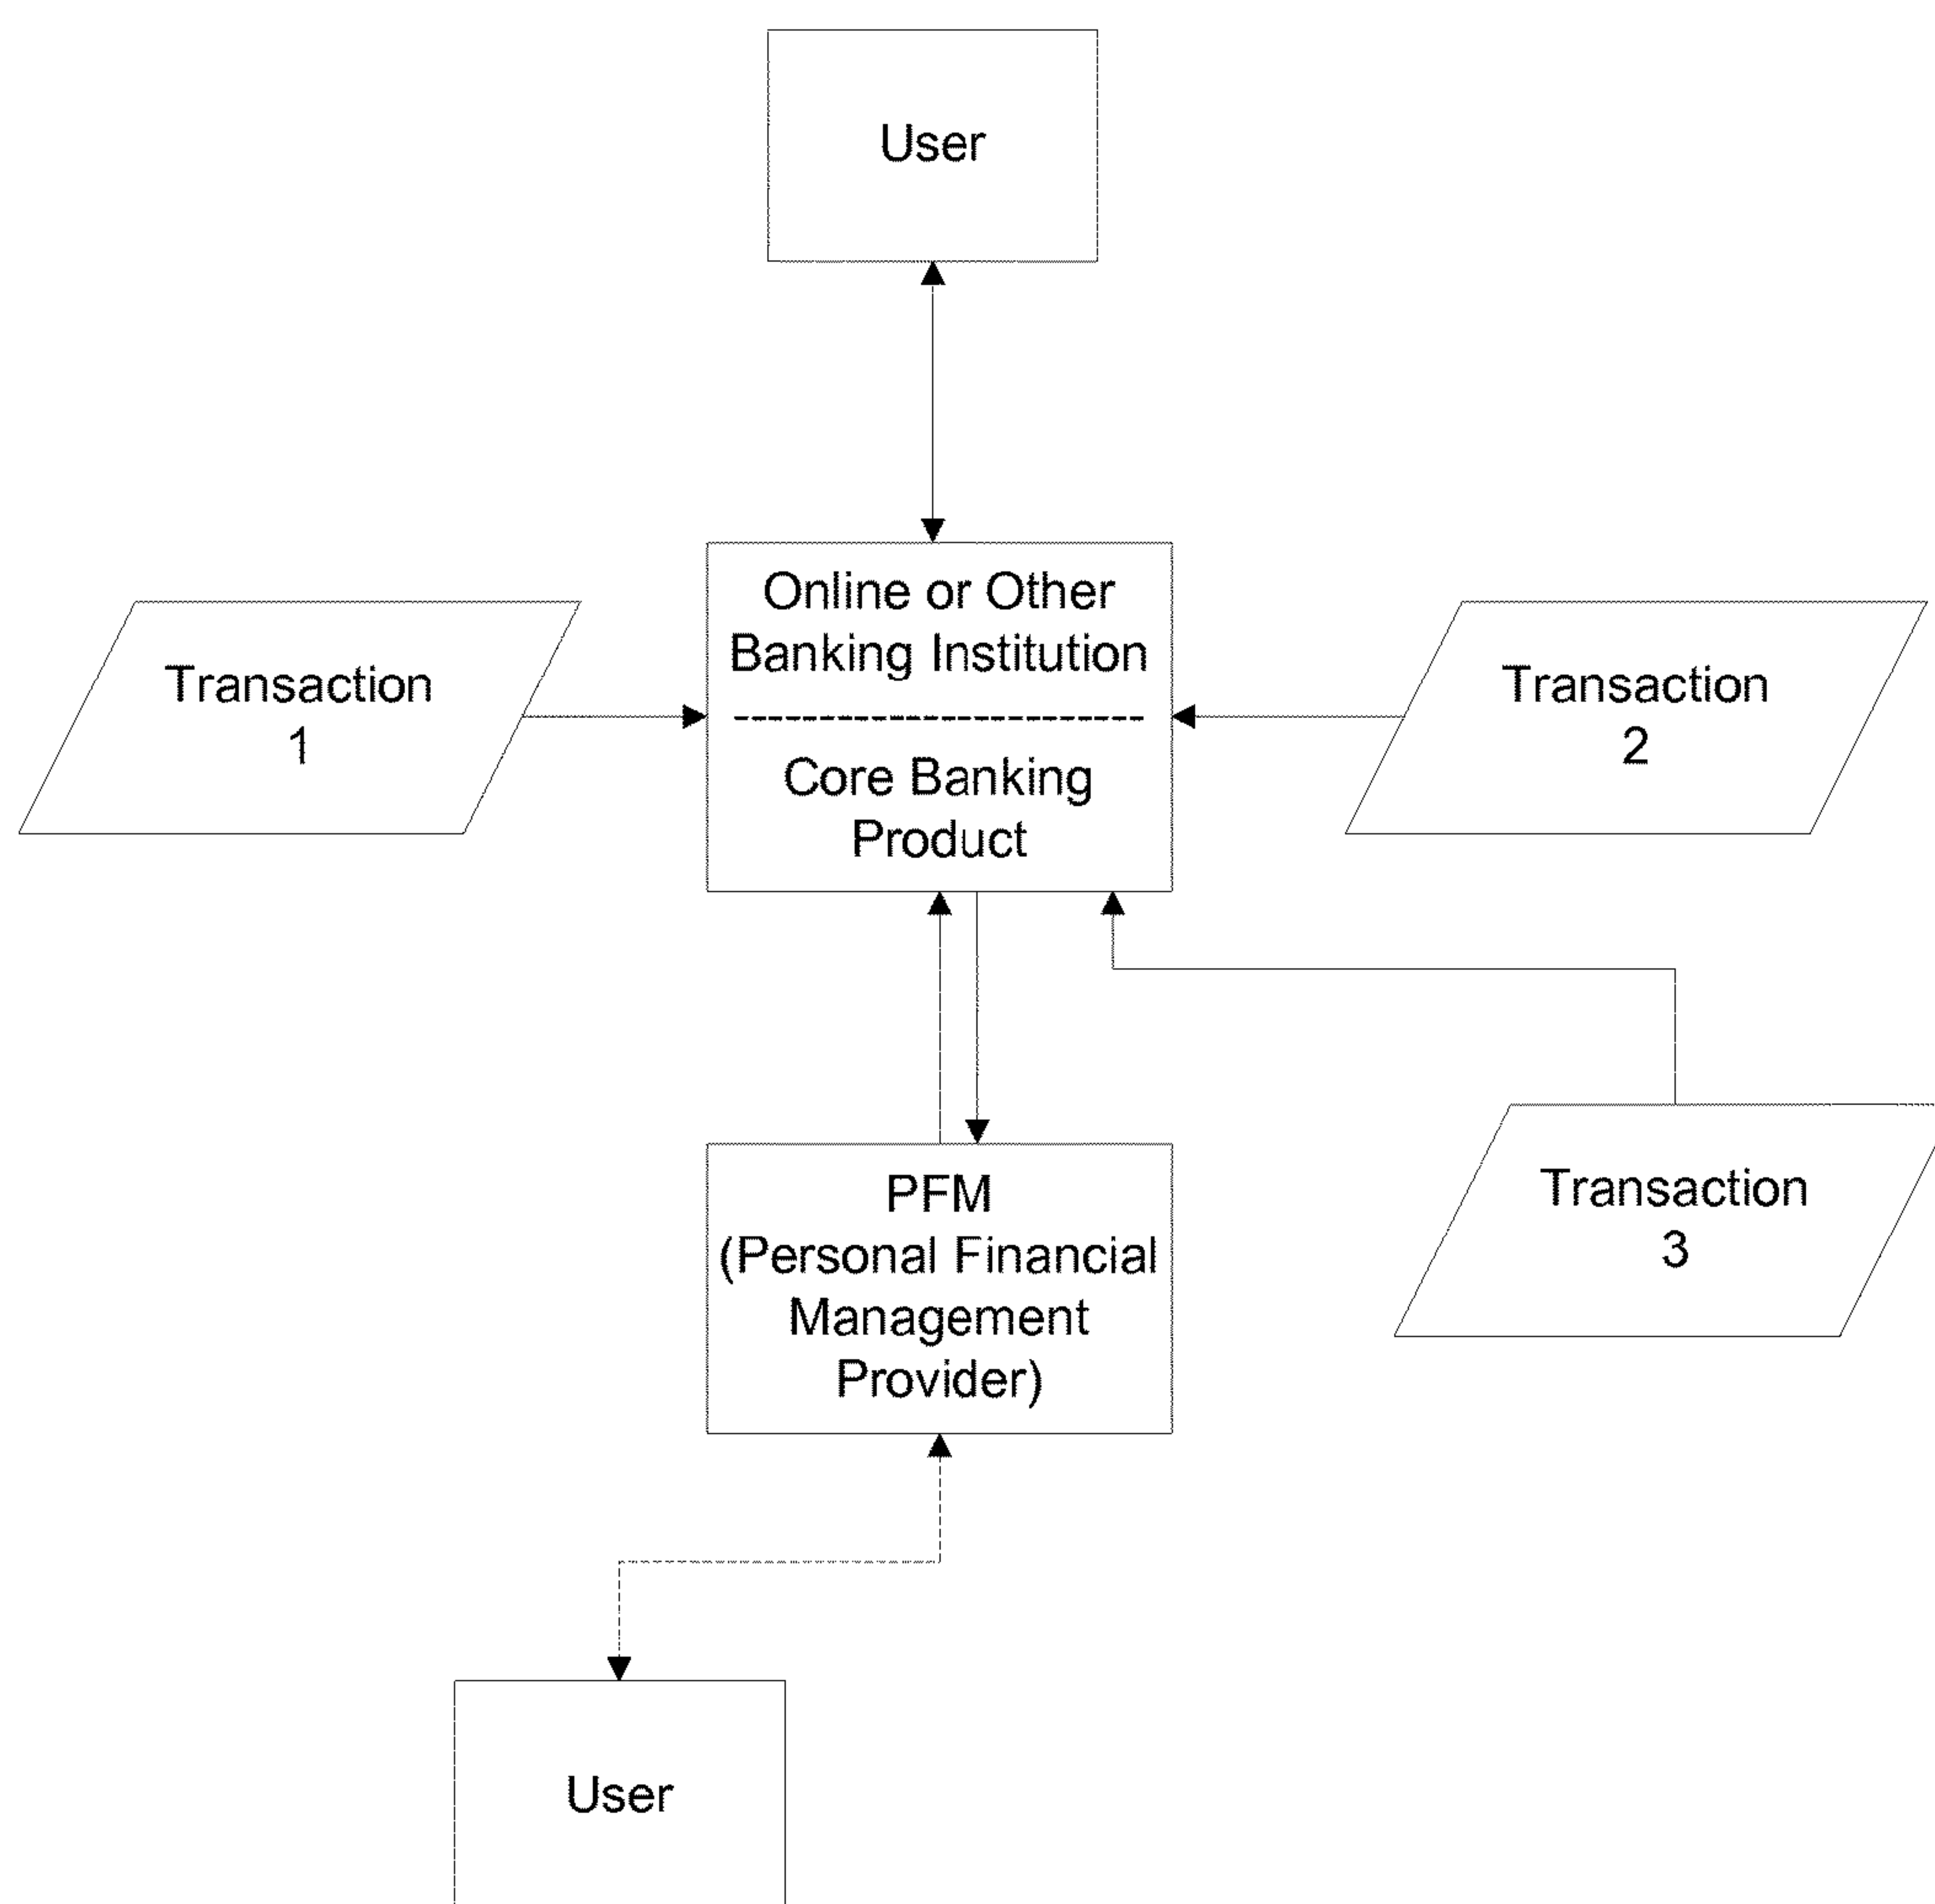 User
Online or Other
Banking Institution
Transaction
1
Transaction
2
Core Banking
Product
PFM
(Personal Financial
Management
Provider)
Transaction
3
User